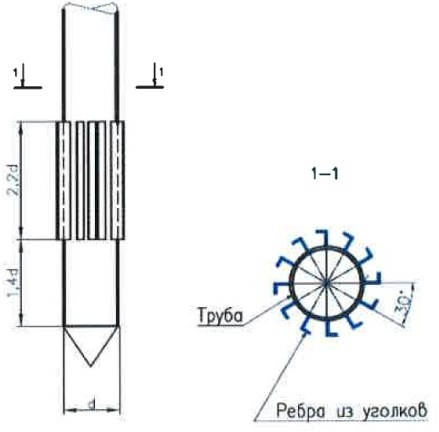 1
1
2,2d
1,4d
d
1-1
Труба
30°
Ребра из уголков